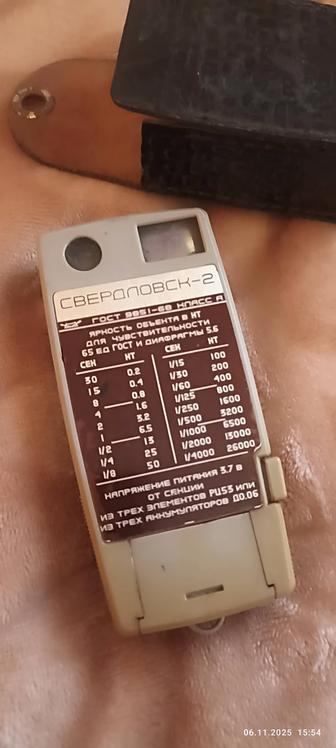 СВЕРДЛОВСК-2
ГОСТ 9851-68 КЛАСС А
ЯРКОСТЬ ОБЪЕКТА В НТ
ДЛЯ ЧУВСТВИТЕЛЬНОСТИ
65 ЕД ГОСТ И ДИАФРАГМЫ 5.6
СЕК НТ СЕК НТ
30 0.2 1/15 100
15 0.4 1/30 200
8 0.8 1/60 400
4 1.6 1/125 800
2 3.2 1/250 1600
1 6.5 1/500 3200
1/2 13 1/1000 6500
1/4 25 1/2000 13000
1/8 50 1/4000 26000
НАПРЯЖЕНИЕ ПИТАНИЯ 3.7 В
ОТ СЕКЦИИ
ИЗ ТРЕХ ЭЛЕМЕНТОВ РЦ53 ИЛИ
ИЗ ТРЕХ АККУМУЛЯТОРОВ Д0.06
06.11.2025 15:54